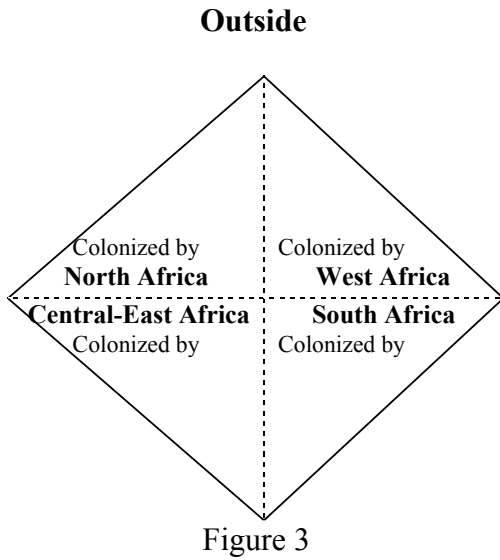 Outside
Colonized by Colonized by
North Africa West Africa
Central-East Africa South Africa
Colonized by Colonized by
Figure 3